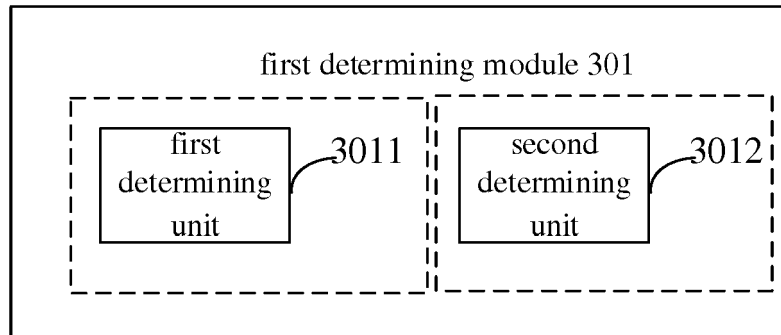 first determining module 301
first
determining
unit
3011
second
determining
unit
3012